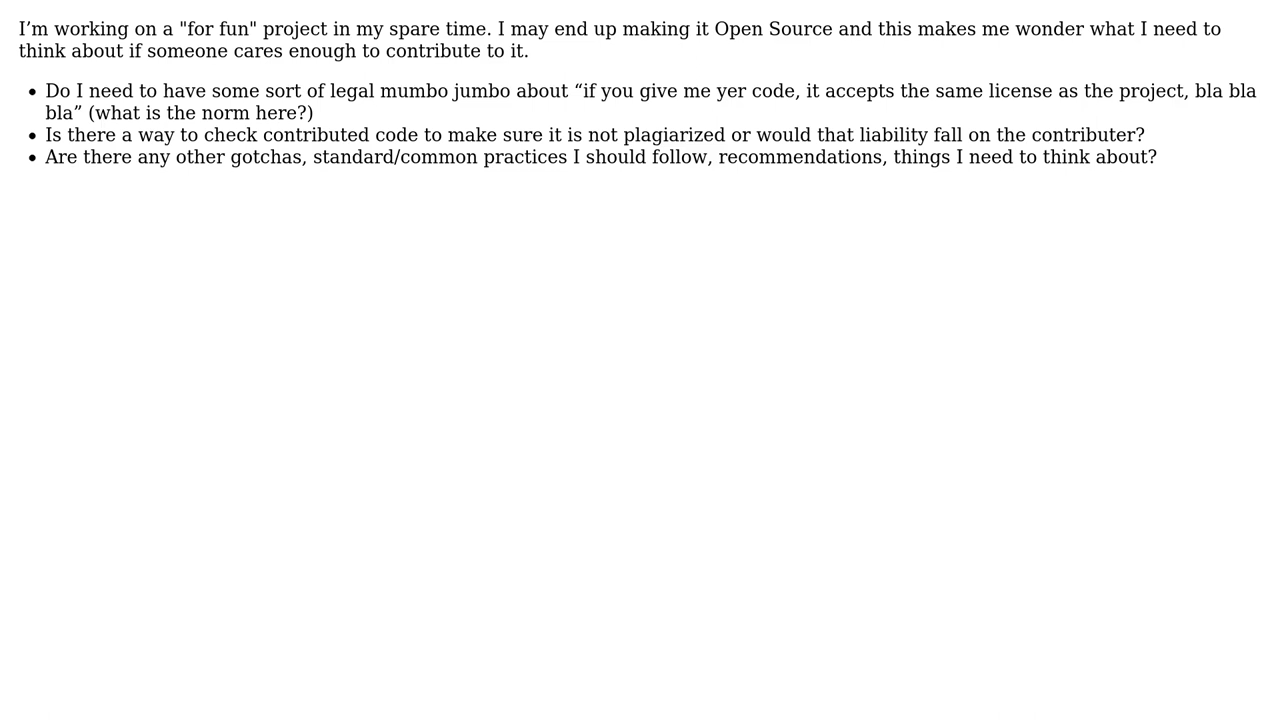 I’m working on a "for fun" project in my spare time. I may end up making it Open Source and this makes me wonder what I need to
think about if someone cares enough to contribute to it.
• Do I need to have some sort of legal mumbo jumbo about “if you give me yer code, it accepts the same license as the project, bla bla
bla” (what is the norm here?)
• Is there a way to check contributed code to make sure it is not plagiarized or would that liability fall on the contributer?
• Are there any other gotchas, standard/common practices I should follow, recommendations, things I need to think about?